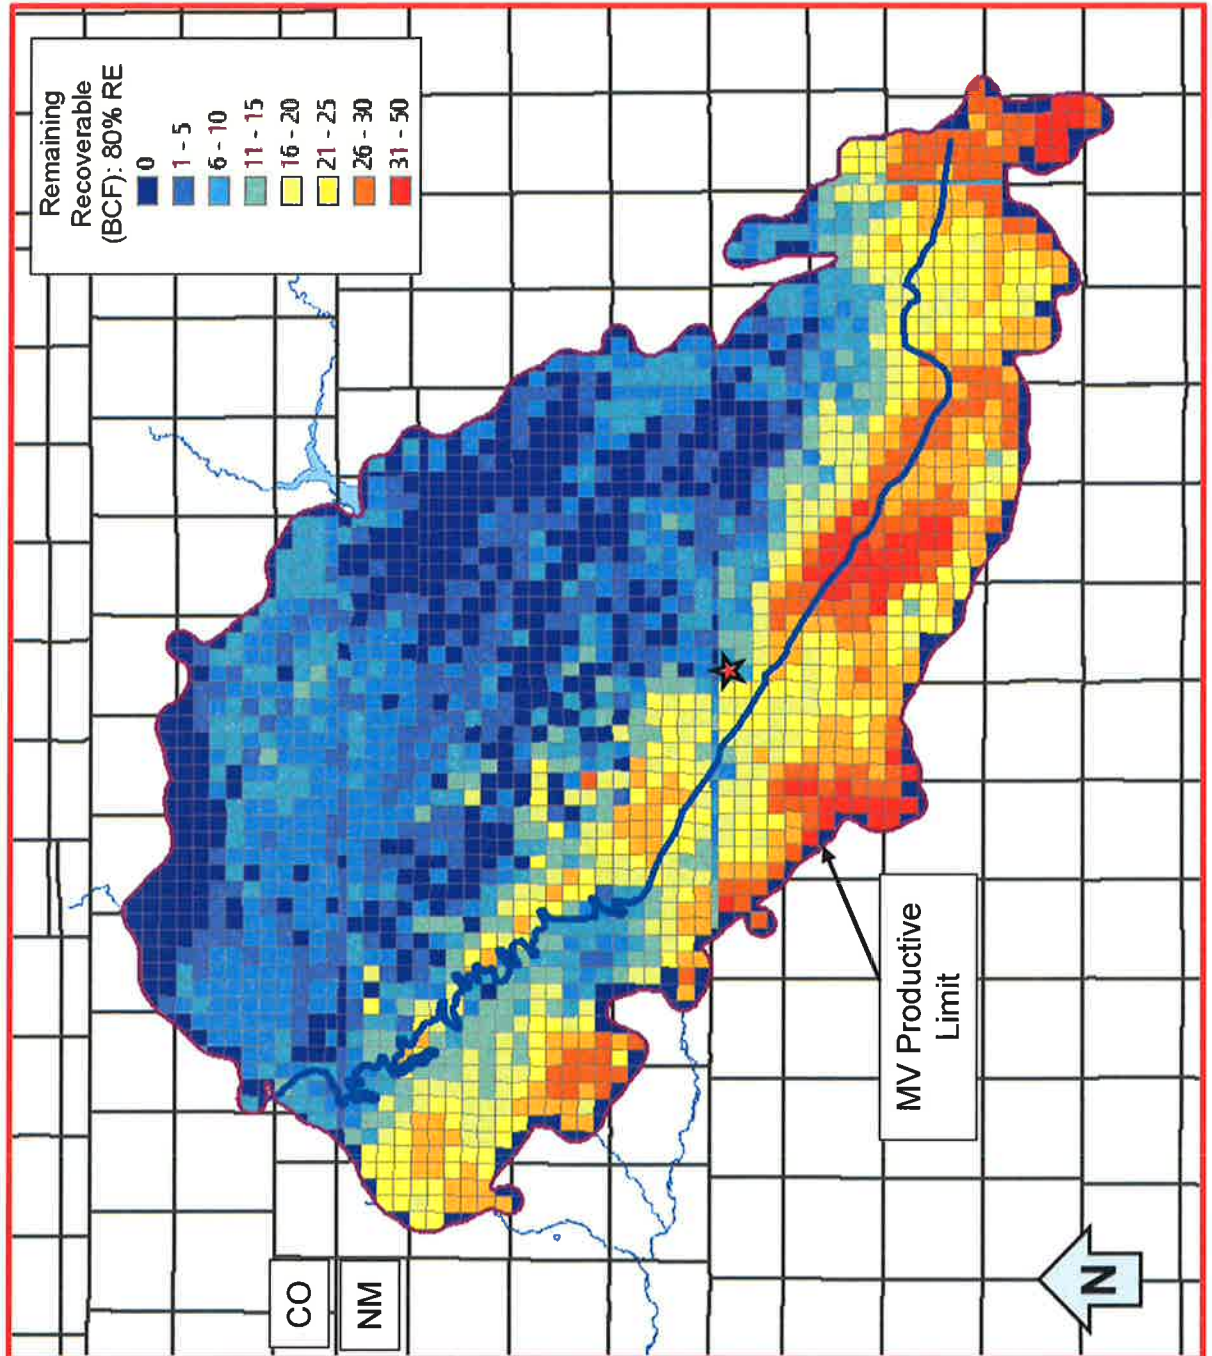 Remaining
Recoverable
(BCF): 80% RE
0
1 - 5
6 - 10
11 - 15
16 - 20
21 - 25
26 - 30
31 - 50
CO
NM
MV Productive
Limit
N